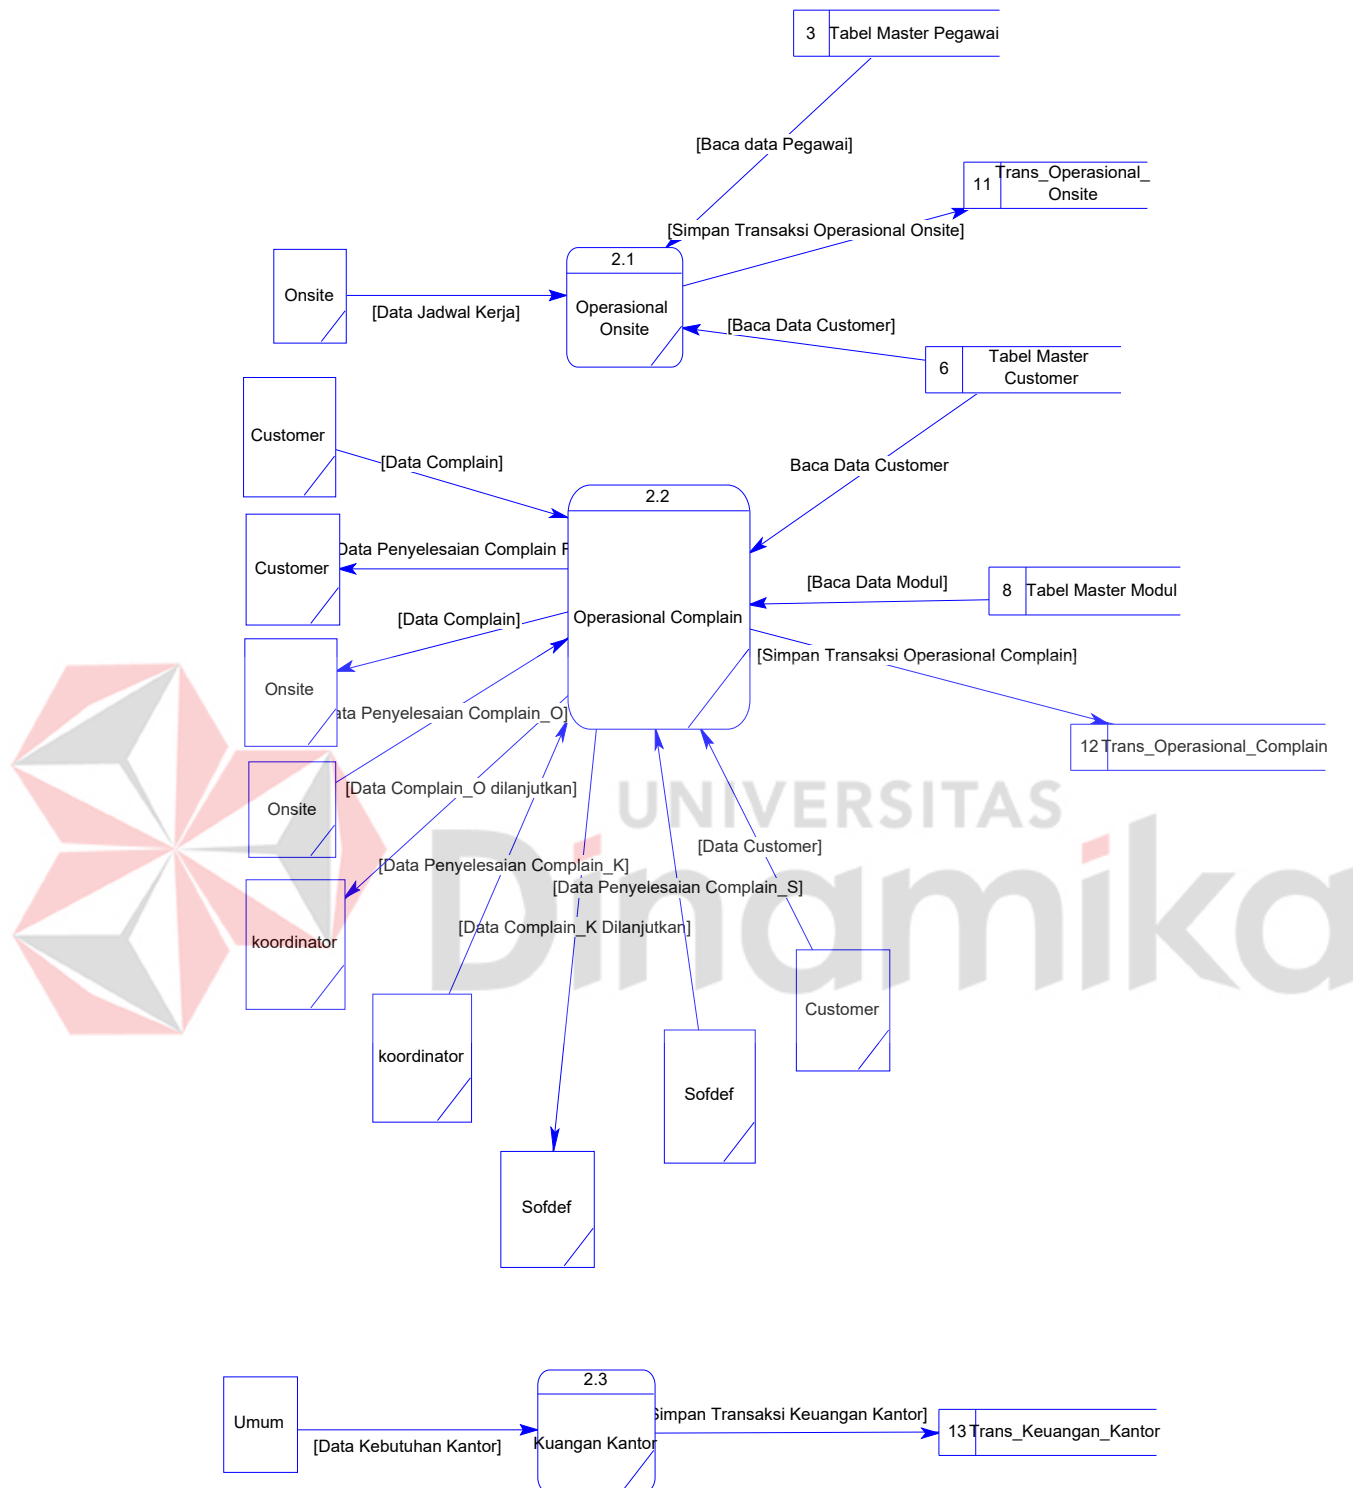 3
Tabel Master Pegawai
[Baca data Pegawai]
11
Trans_Operasional_
Onsite
[Simpan Transaksi Operasional Onsite]
2.1
Operasional
Onsite
Onsite
[Data Jadwal Kerja]
[Baca Data Customer]
6
Tabel Master
Customer
Customer
[Data Complain]
Baca Data Customer
2.2
Operasional Complain
Customer
Data Penyelesaian Complain
[Baca Data Modul]
8
Tabel Master Modul
[Data Complain]
Onsite
[Simpan Transaksi Operasional Complain]
ata Penyelesaian Complain_O]
12
Trans_Operasional_Complain
Onsite
[Data Complain_O dilanjutkan]
UNIVERSITAS
Dinamika
[Data Customer]
[Data Penyelesaian Complain_K]
[Data Penyelesaian Complain_S]
[Data Complain_K Dilanjutkan]
koordinator
Customer
koordinator
Sofdef
Sofdef
2.3
Kuangan Kantor
Umum
[Data Kebutuhan Kantor]
Simpan Transaksi Keuangan Kantor]
13
Trans_Keuangan_Kantor